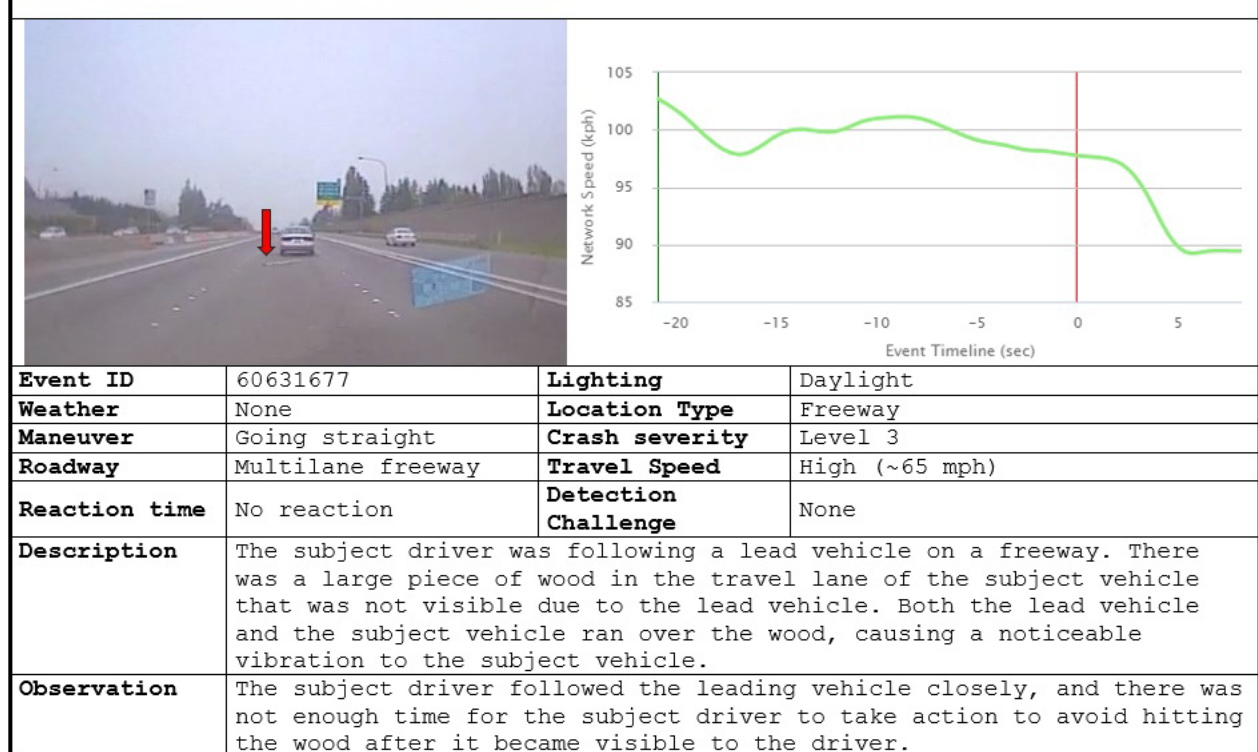 105
100
95
90
85
Network Speed (kph)
-20 -15 -10 -5 0 5
Event Timeline (sec)
Event ID 60631677 Lighting Daylight
Weather None Location Type Freeway
Maneuver Going straight Crash severity Level 3
Roadway Multilane freeway Travel Speed High (~65 mph)
Reaction time No reaction Detection Challenge None
Description The subject driver was following a lead vehicle on a freeway. There
was a large piece of wood in the travel lane of the subject vehicle
that was not visible due to the lead vehicle. Both the lead vehicle
and the subject vehicle ran over the wood, causing a noticeable
vibration to the subject vehicle.
Observation The subject driver followed the leading vehicle closely, and there was
not enough time for the subject driver to take action to avoid hitting
the wood after it became visible to the driver.